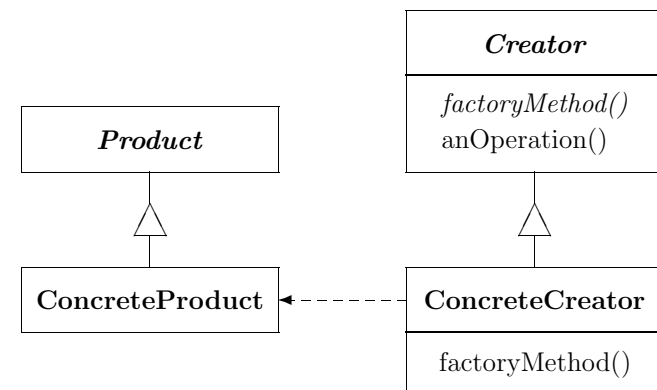 Creator
factoryMethod()
anOperation()
Product
ConcreteProduct
ConcreteCreator
factoryMethod()